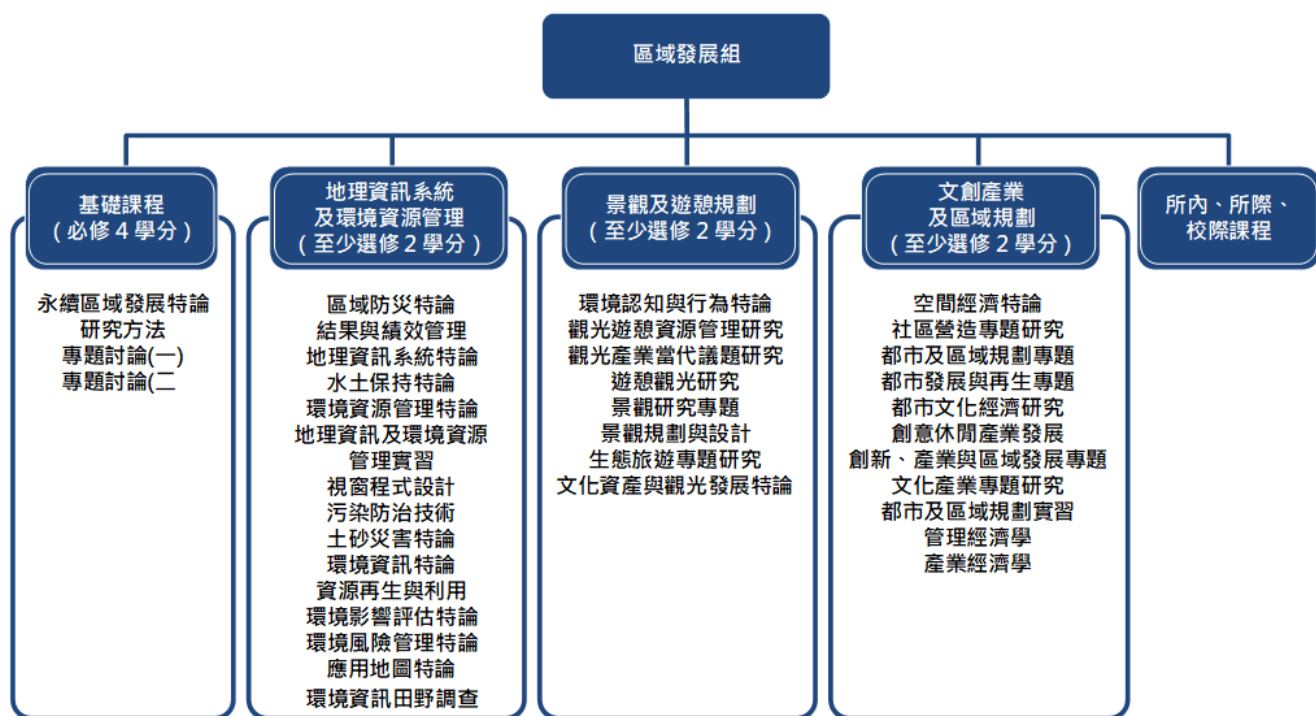 區域發展組
基礎課程
(必修4學分)
永續區域發展特論
研究方法
專題討論(一)
專題討論(二
地理資訊系統
及環境資源管理
(至少選修2學分)
區域防災特論
結果與績效管理
地理資訊系統特論
水土保持特論
環境資源管理特論
地理資訊及環境資源
管理實習
視窗程式設計
污染防治技術
土砂災害特論
環境資訊特論
資源再生與利用
環境影響評估特論
環境風險管理特論
應用地圖特論
環境資訊田野調查
景觀及遊憩規劃
(至少選修2學分)
環境認知與行為特論
觀光遊憩資源管理研究
觀光產業當代議題研究
遊憩觀光研究
景觀研究專題
景觀規劃與設計
生態旅遊專題研究
文化資產與觀光發展特論
文創產業
及區域規劃
(至少選修2學分)
空間經濟特論
社區營造專題研究
都市及區域規劃專題
都市發展與再生專題
都市文化經濟研究
創意休閒產業發展
創新、產業與區域發展專題
文化產業專題研究
都市及區域規劃實習
管理經濟學
產業經濟學
所內、所際、
校際課程